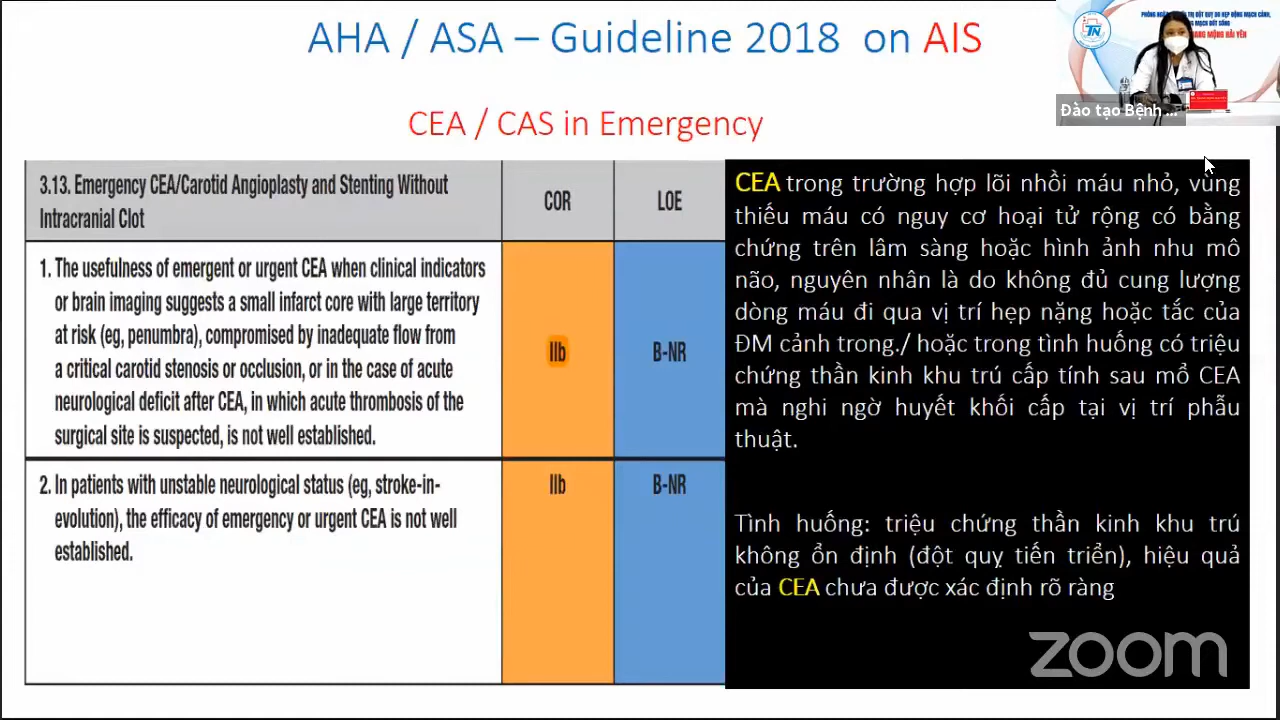 AHA / ASA – Guideline 2018 on AIS
CEA / CAS in Emergency
3.13. Emergency CEA/Carotid Angioplasty and Stenting Without
Intracranial Clot
COR
LOE
1. The usefulness of emergent or urgent CEA when clinical indicators
or brain imaging suggests a small infarct core with large territory
at risk (eg, penumbra), compromised by inadequate flow from
a critical carotid stenosis or occlusion, or in the case of acute
neurological deficit after CEA, in which acute thrombosis of the
surgical site is suspected, is not well established.
IIb
B-NR
2. In patients with unstable neurological status (eg, stroke-in-
evolution), the efficacy of emergency or urgent CEA is not well
established.
IIb
B-NR
CEA trong trường hợp lõi nhồi máu nhỏ, vùng
thiếu máu có nguy cơ hoại tử rộng có bằng
chứng trên lâm sàng hoặc hình ảnh nhu mô
não, nguyên nhân là do không đủ cung lượng
dòng máu đi qua vị trí hẹp nặng hoặc tắc của
ĐM cảnh trong./ hoặc trong tình huống có triệu
chứng thần kinh khu trú cấp tính sau mổ CEA
mà nghi ngờ huyết khối cấp tại vị trí phẫu
thuật.
Tình huống: triệu chứng thần kinh khu trú
không ổn định (đột quỵ tiến triển), hiệu quả
của CEA chưa được xác định rõ ràng
zoom
TN
Đào tạo Bệnh ...